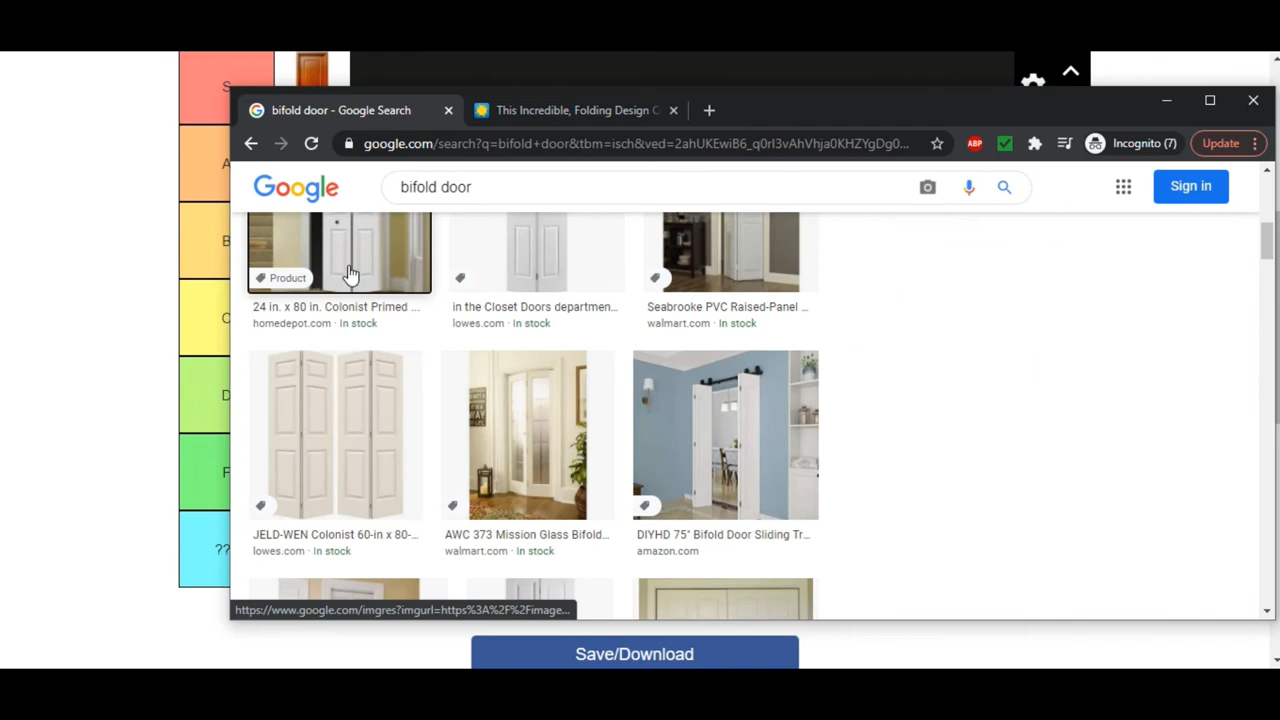 S
bifold door - Google Search
This Incredible, Folding Design C
google.com/search?q=bifold+door&tbm=isch&ved=2ahUKEwiB6_q0rI3vAhVhja0KHZYgDg0...
ABP
Incognito (7)
Update
A
Google
bifold door
Sign in
B
Product
24 in. x 80 in. Colonist Primed ...
in the Closet Doors departmen...
Seabrooke PVC Raised-Panel ...
homedepot.com · In stock
lowes.com · In stock
walmart.com · In stock
C
D
F
JELD-WEN Colonist 60-in x 80-...
AWC 373 Mission Glass Bifold...
DIYHD 75" Bifold Door Sliding Tr...
lowes.com · In stock
walmart.com · In stock
amazon.com
??
https://www.google.com/imgres?imgurl=https%3A%2F%2Fimage...
Save/Download